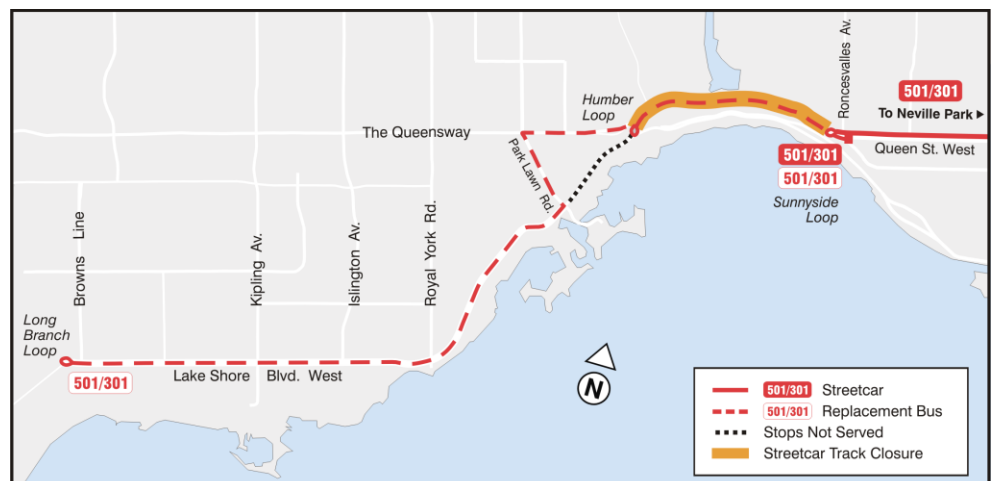 Roncesvalles Av.
501/301
To Neville Park
Humber
Loop
The Queensway
Queen St. West
Park Lawn Rd.
501/301
501/301
Sunnyside
Loop
Browns Line
Kipling Av.
Islington Av.
Royal York Rd.
Long
Branch
Loop
501/301
Lake Shore Blvd. West
N
501/301 Streetcar
501/301 Replacement Bus
Stops Not Served
Streetcar Track Closure